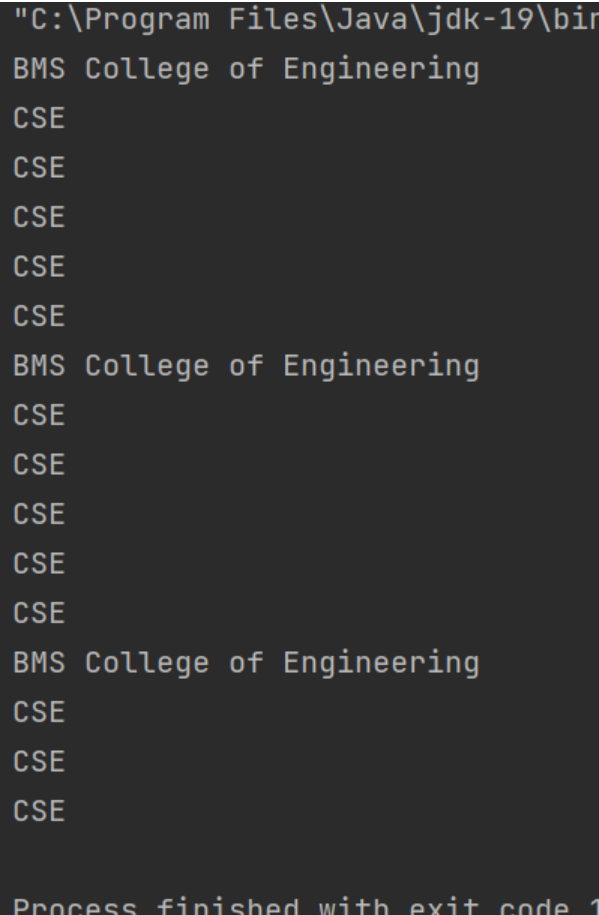 "C:\Program Files\Java\jdk-19\bin
BMS College of Engineering
CSE
CSE
CSE
CSE
CSE
BMS College of Engineering
CSE
CSE
CSE
CSE
CSE
BMS College of Engineering
CSE
CSE
CSE
Process finished with exit code 1